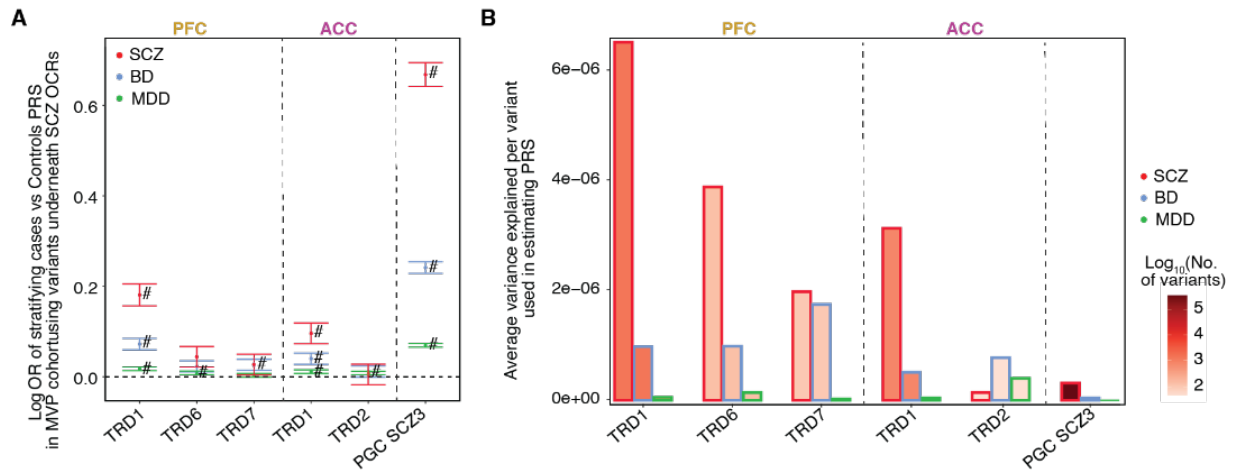 A
PFC
ACC
Log OR of stratifying cases vs Controls PRS
in MVP cohortusing variants underneath SCZ OCRs
SCZ
BD
MDD
0.6
0.4
0.2
0.0
#
#
#
#
#
#
#
#
#
#
#
#
TRD1
TRD6
TRD7
TRD1
TRD2
PGC SCZ3
B
PFC
ACC
Average variance explained per variant
used in estimating PRS
6e-06
4e-06
2e-06
0e+00
TRD1
TRD6
TRD7
TRD1
TRD2
PGC SCZ3
SCZ
BD
MDD
Log10(No.
of variants)
5
4
3
2